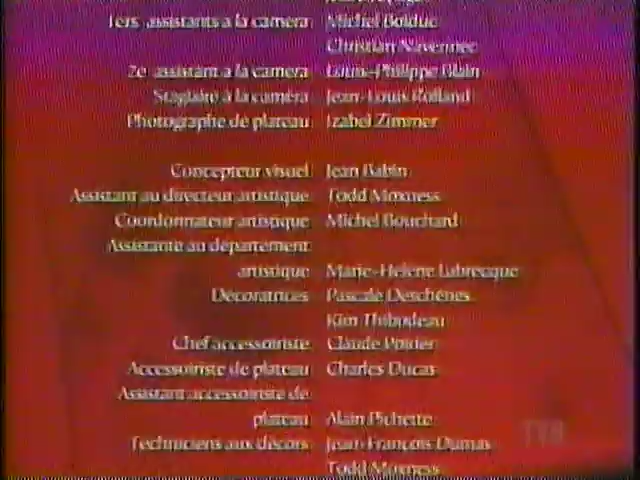 1ers assistants à la caméra Michel Bolduc
Christian Navennec
2e assistant à la caméra Louis-Philippe Blain
Stagiaire à la caméra Jean-Louis Rolland
Photographe de plateau Izabel Zimmer
Concepteur visuel Jean Babin
Assistant au directeur artistique Todd Moxness
Coordonnateur artistique Michel Bouchard
Assistante au département
artistique Marie-Hélène Labrecque
Décoratrices Pascale Deschênes
Kim Thibodeau
Chef accessoiriste Claude Poirier
Accessoiriste de plateau Charles Ducas
Assistant accessoiriste de
plateau Alain Pichette
Techniciens aux décors Jean-François Dumas
Todd Moxness